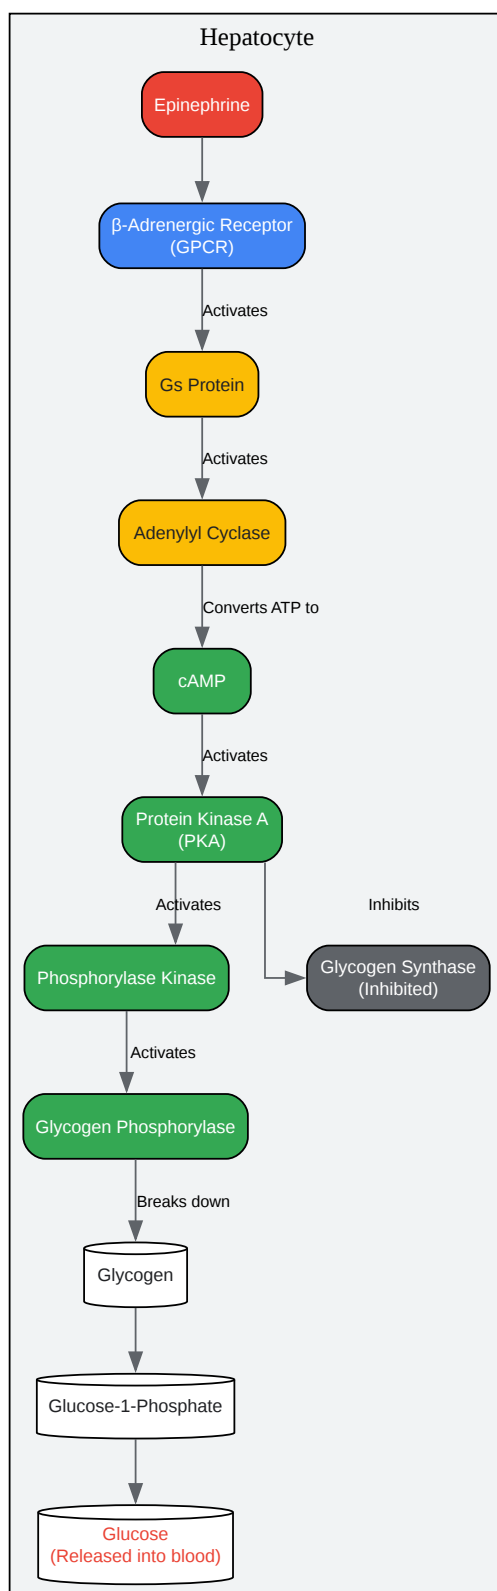 Hepatocyte
Epinephrine
β-Adrenergic Receptor
(GPCR)
Activates
Gs Protein
Activates
Adenylyl Cyclase
Converts ATP to
cAMP
Activates
Protein Kinase A
(PKA)
Activates
Inhibits
Phosphorylase Kinase
Glycogen Synthase
(Inhibited)
Activates
Glycogen Phosphorylase
Breaks down
Glycogen
Glucose-1-Phosphate
Glucose
(Released into blood)